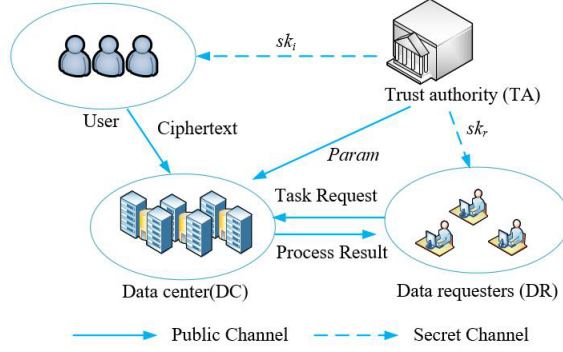 sk_i
Trust authority (TA)
User
Ciphertext
Param
sk_r
Task Request
Process Result
Data center(DC)
Data requesters (DR)
Public Channel
Secret Channel